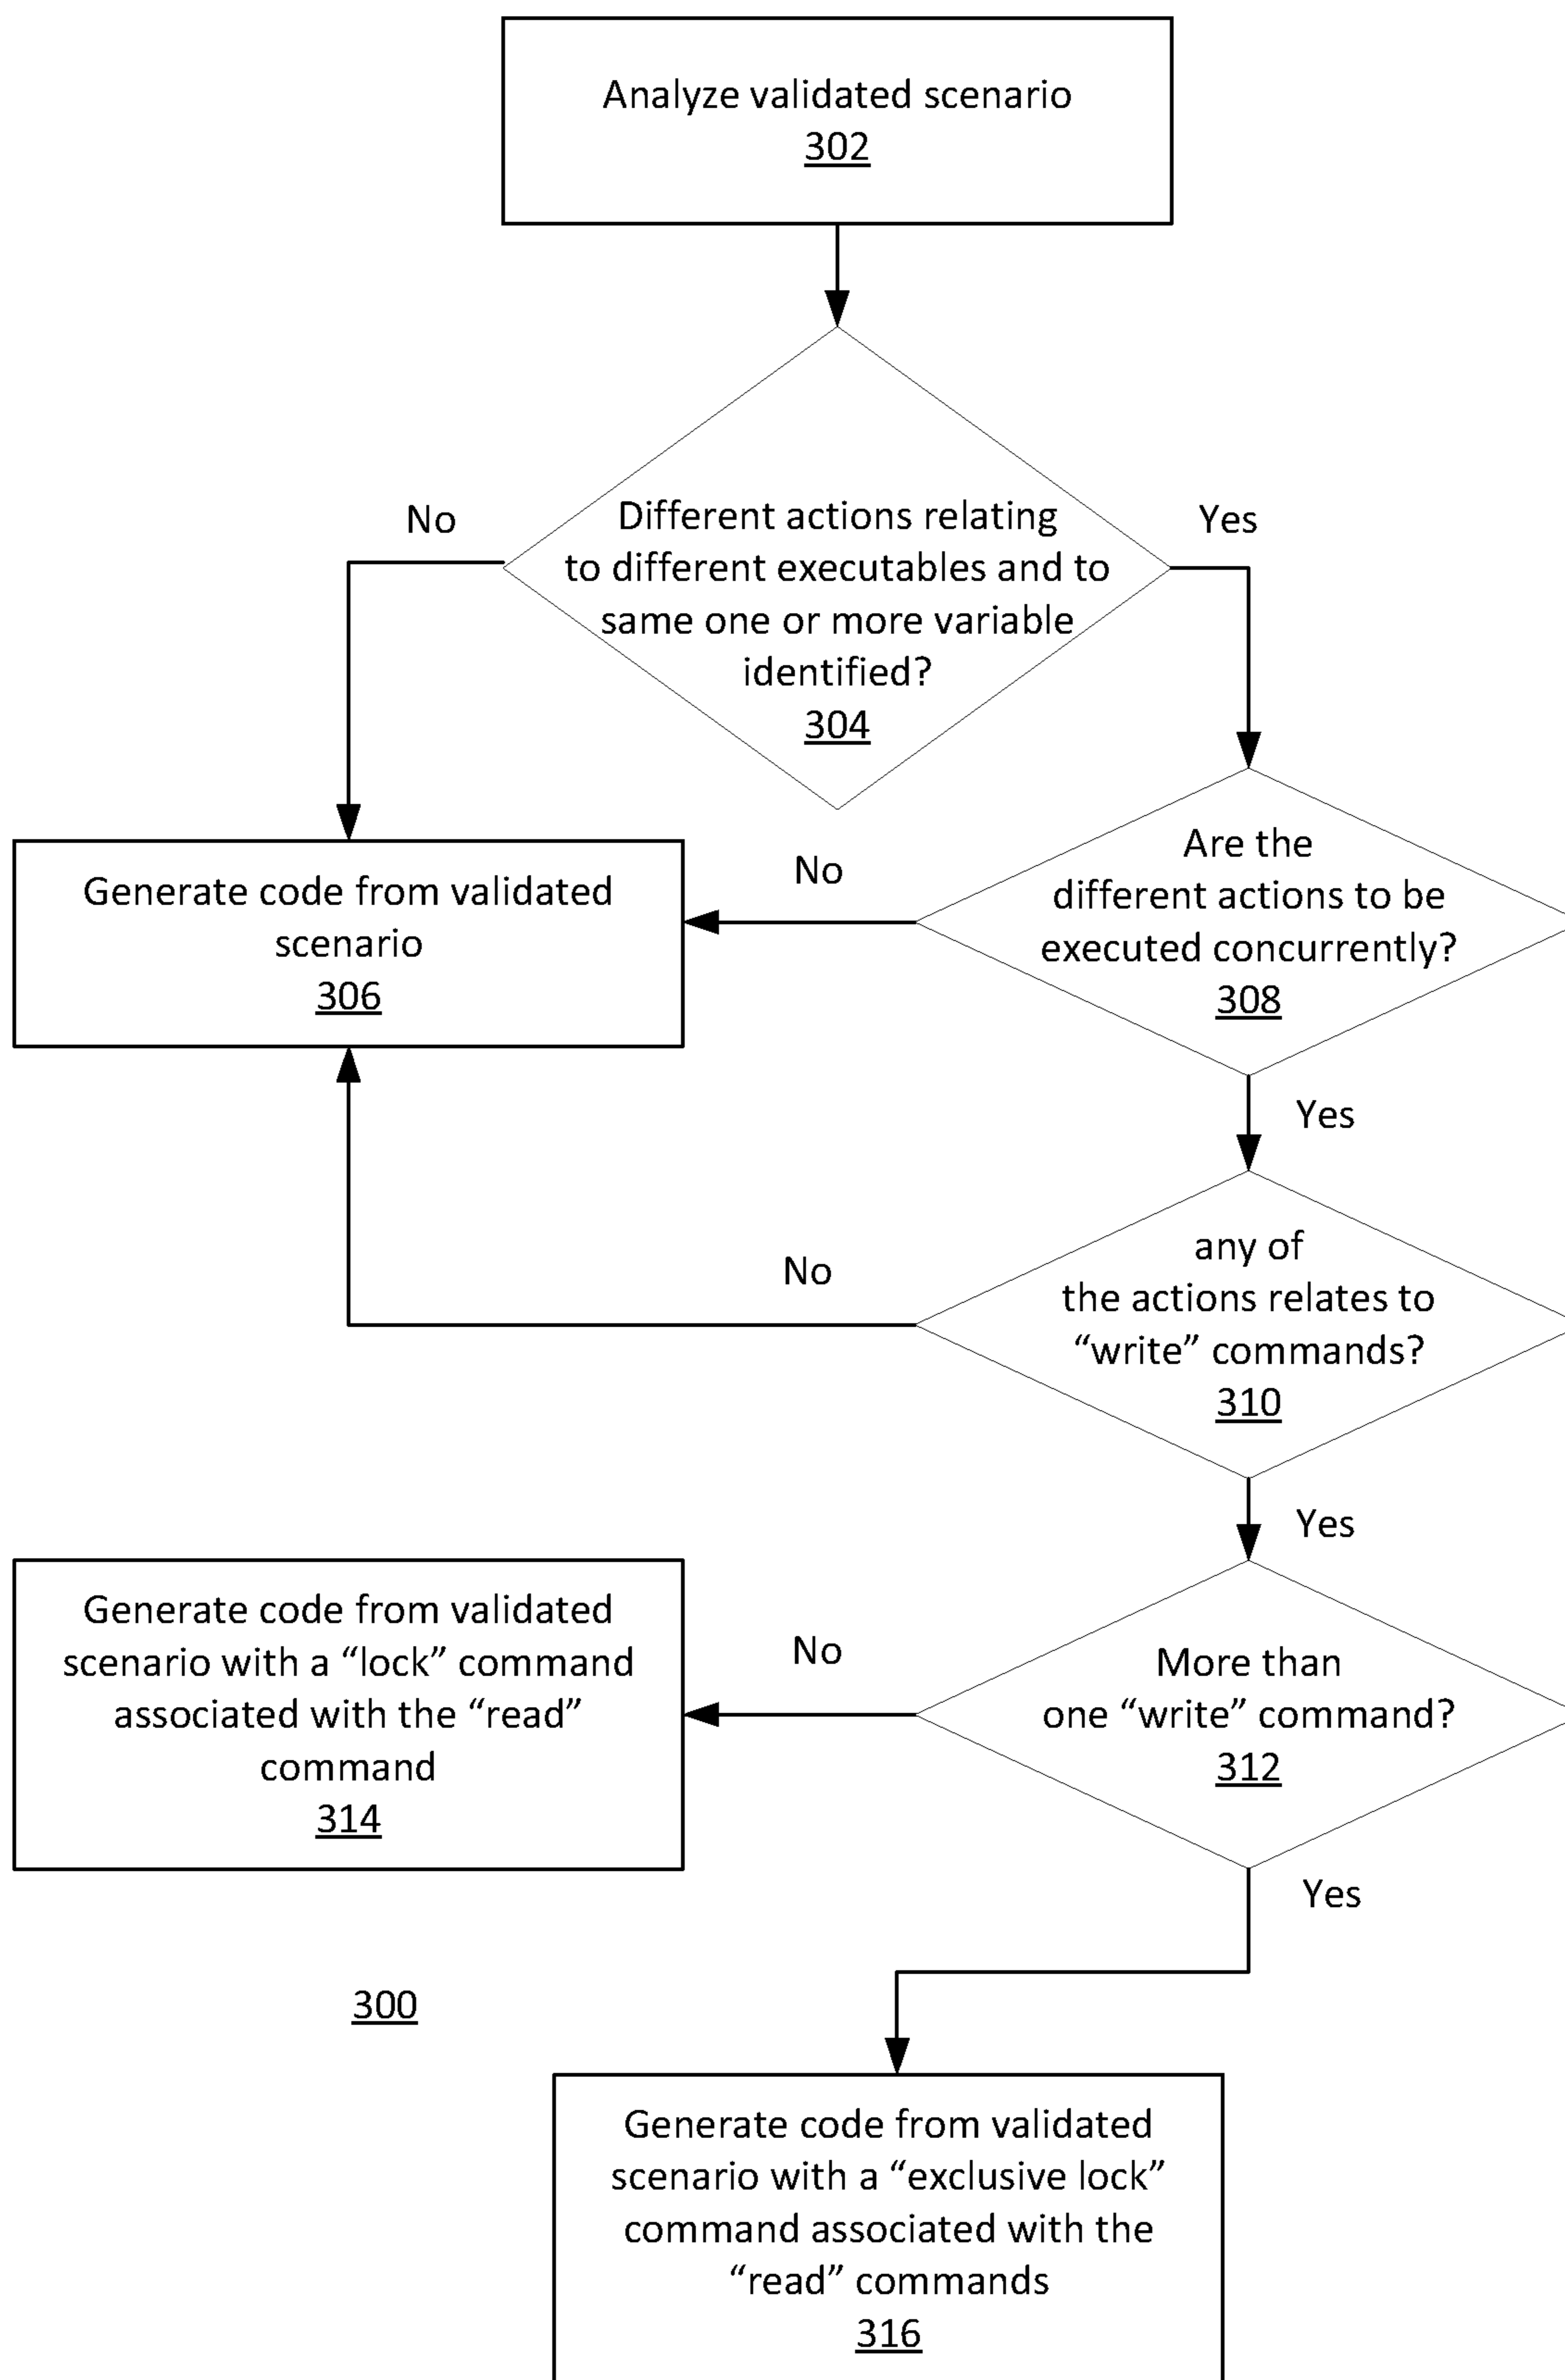 Analyze validated scenario
302
No
Yes
Different actions relating
to different executables and to
same one or more variable
identified?
304
Generate code from validated
scenario
306
No
Are the
different actions to be
executed concurrently?
308
Yes
No
any of
the actions relates to
“write” commands?
310
Yes
Generate code from validated
scenario with a “lock” command
associated with the “read”
command
314
No
More than
one “write” command?
312
Yes
300
Generate code from validated
scenario with a “exclusive lock”
command associated with the
“read” commands
316